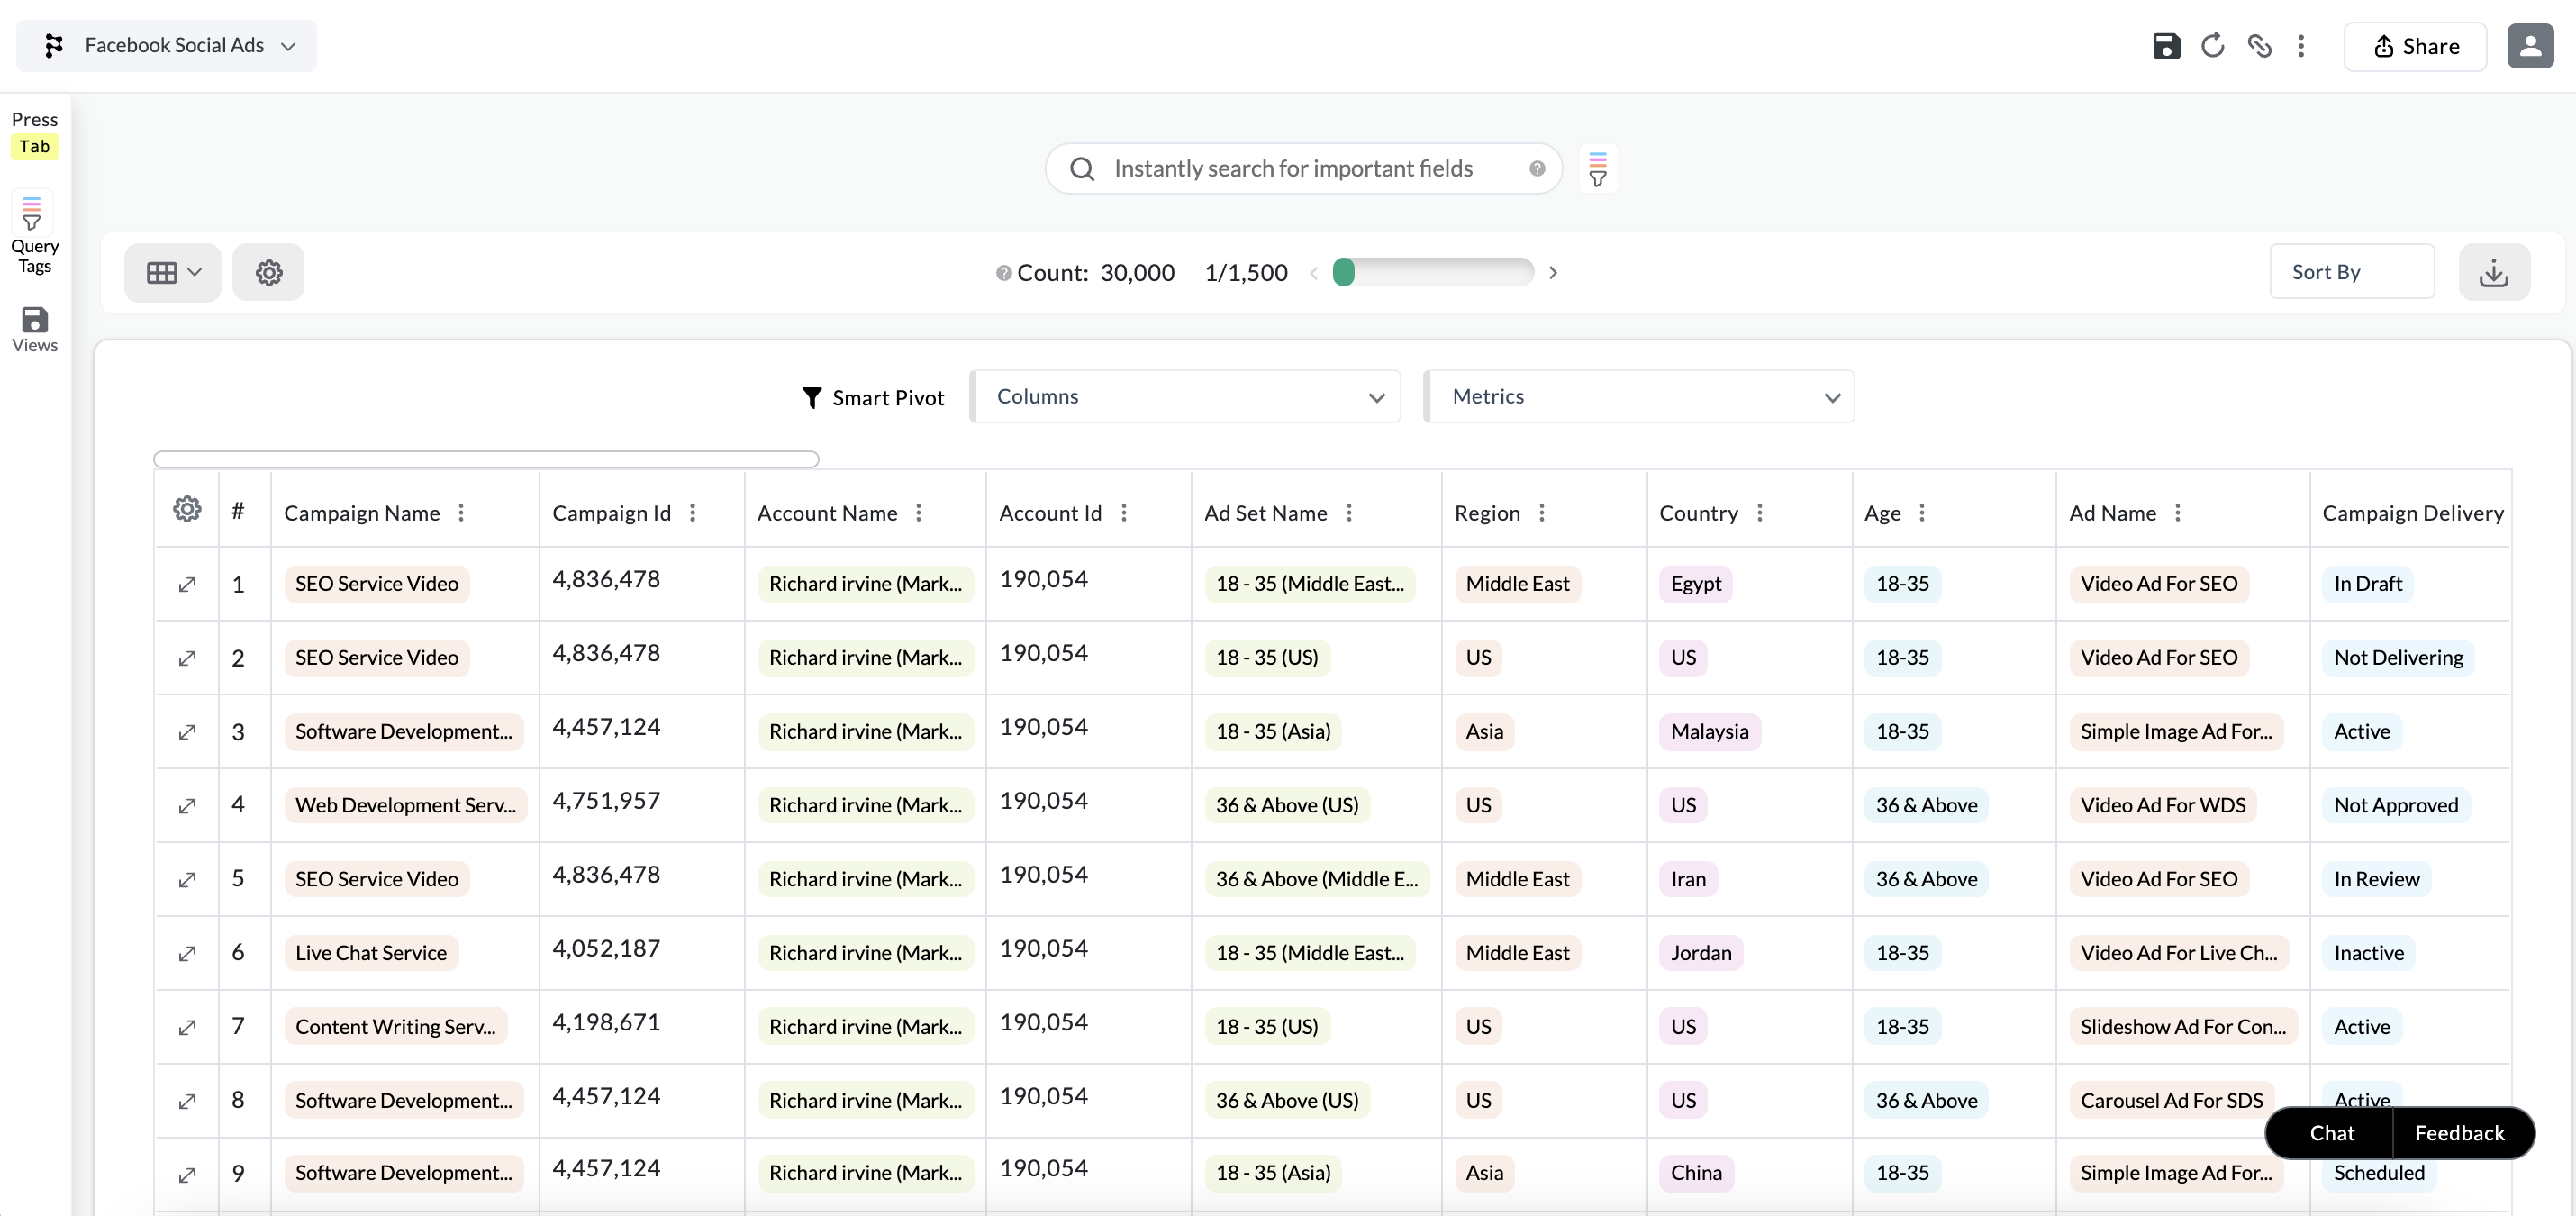 Facebook Social Ads
Share
Press
Tab
Query
Tags
Views
Instantly search for important fields
Count: 30,000 1/1,500
Sort By
Smart Pivot Columns Metrics
# Campaign Name Campaign Id Account Name Account Id Ad Set Name Region Country Age Ad Name Campaign Delivery
1 SEO Service Video 4,836,478 Richard irvine (Mark... 190,054 18 - 35 (Middle East... Middle East Egypt 18-35 Video Ad For SEO In Draft
2 SEO Service Video 4,836,478 Richard irvine (Mark... 190,054 18 - 35 (US) US US 18-35 Video Ad For SEO Not Delivering
3 Software Development... 4,457,124 Richard irvine (Mark... 190,054 18 - 35 (Asia) Asia Malaysia 18-35 Simple Image Ad For... Active
4 Web Development Serv... 4,751,957 Richard irvine (Mark... 190,054 36 & Above (US) US US 36 & Above Video Ad For WDS Not Approved
5 SEO Service Video 4,836,478 Richard irvine (Mark... 190,054 36 & Above (Middle E... Middle East Iran 36 & Above Video Ad For SEO In Review
6 Live Chat Service 4,052,187 Richard irvine (Mark... 190,054 18 - 35 (Middle East... Middle East Jordan 18-35 Video Ad For Live Ch... Inactive
7 Content Writing Serv... 4,198,671 Richard irvine (Mark... 190,054 18 - 35 (US) US US 18-35 Slideshow Ad For Con... Active
8 Software Development... 4,457,124 Richard irvine (Mark... 190,054 36 & Above (US) US US 36 & Above Carousel Ad For SDS Active
Chat Feedback
9 Software Development... 4,457,124 Richard irvine (Mark... 190,054 18 - 35 (Asia) Asia China 18-35 Simple Image Ad For... Scheduled